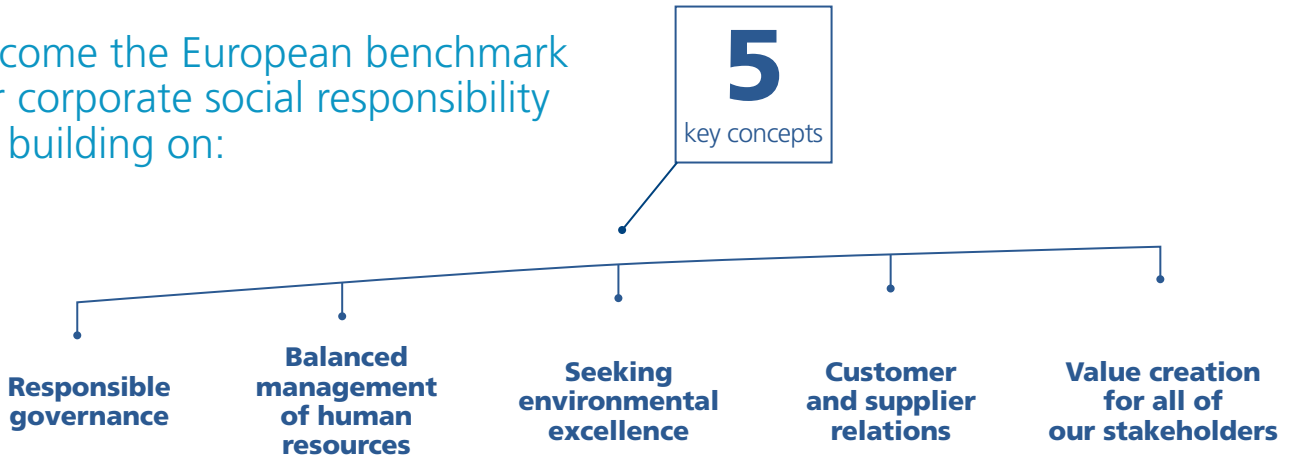 come the European benchmark
r corporate social responsibility
building on:
5
key concepts
Responsible
governance
Balanced
management
of human
resources
Seeking
environmental
excellence
Customer
and supplier
relations
Value creation
for all of
our stakeholders